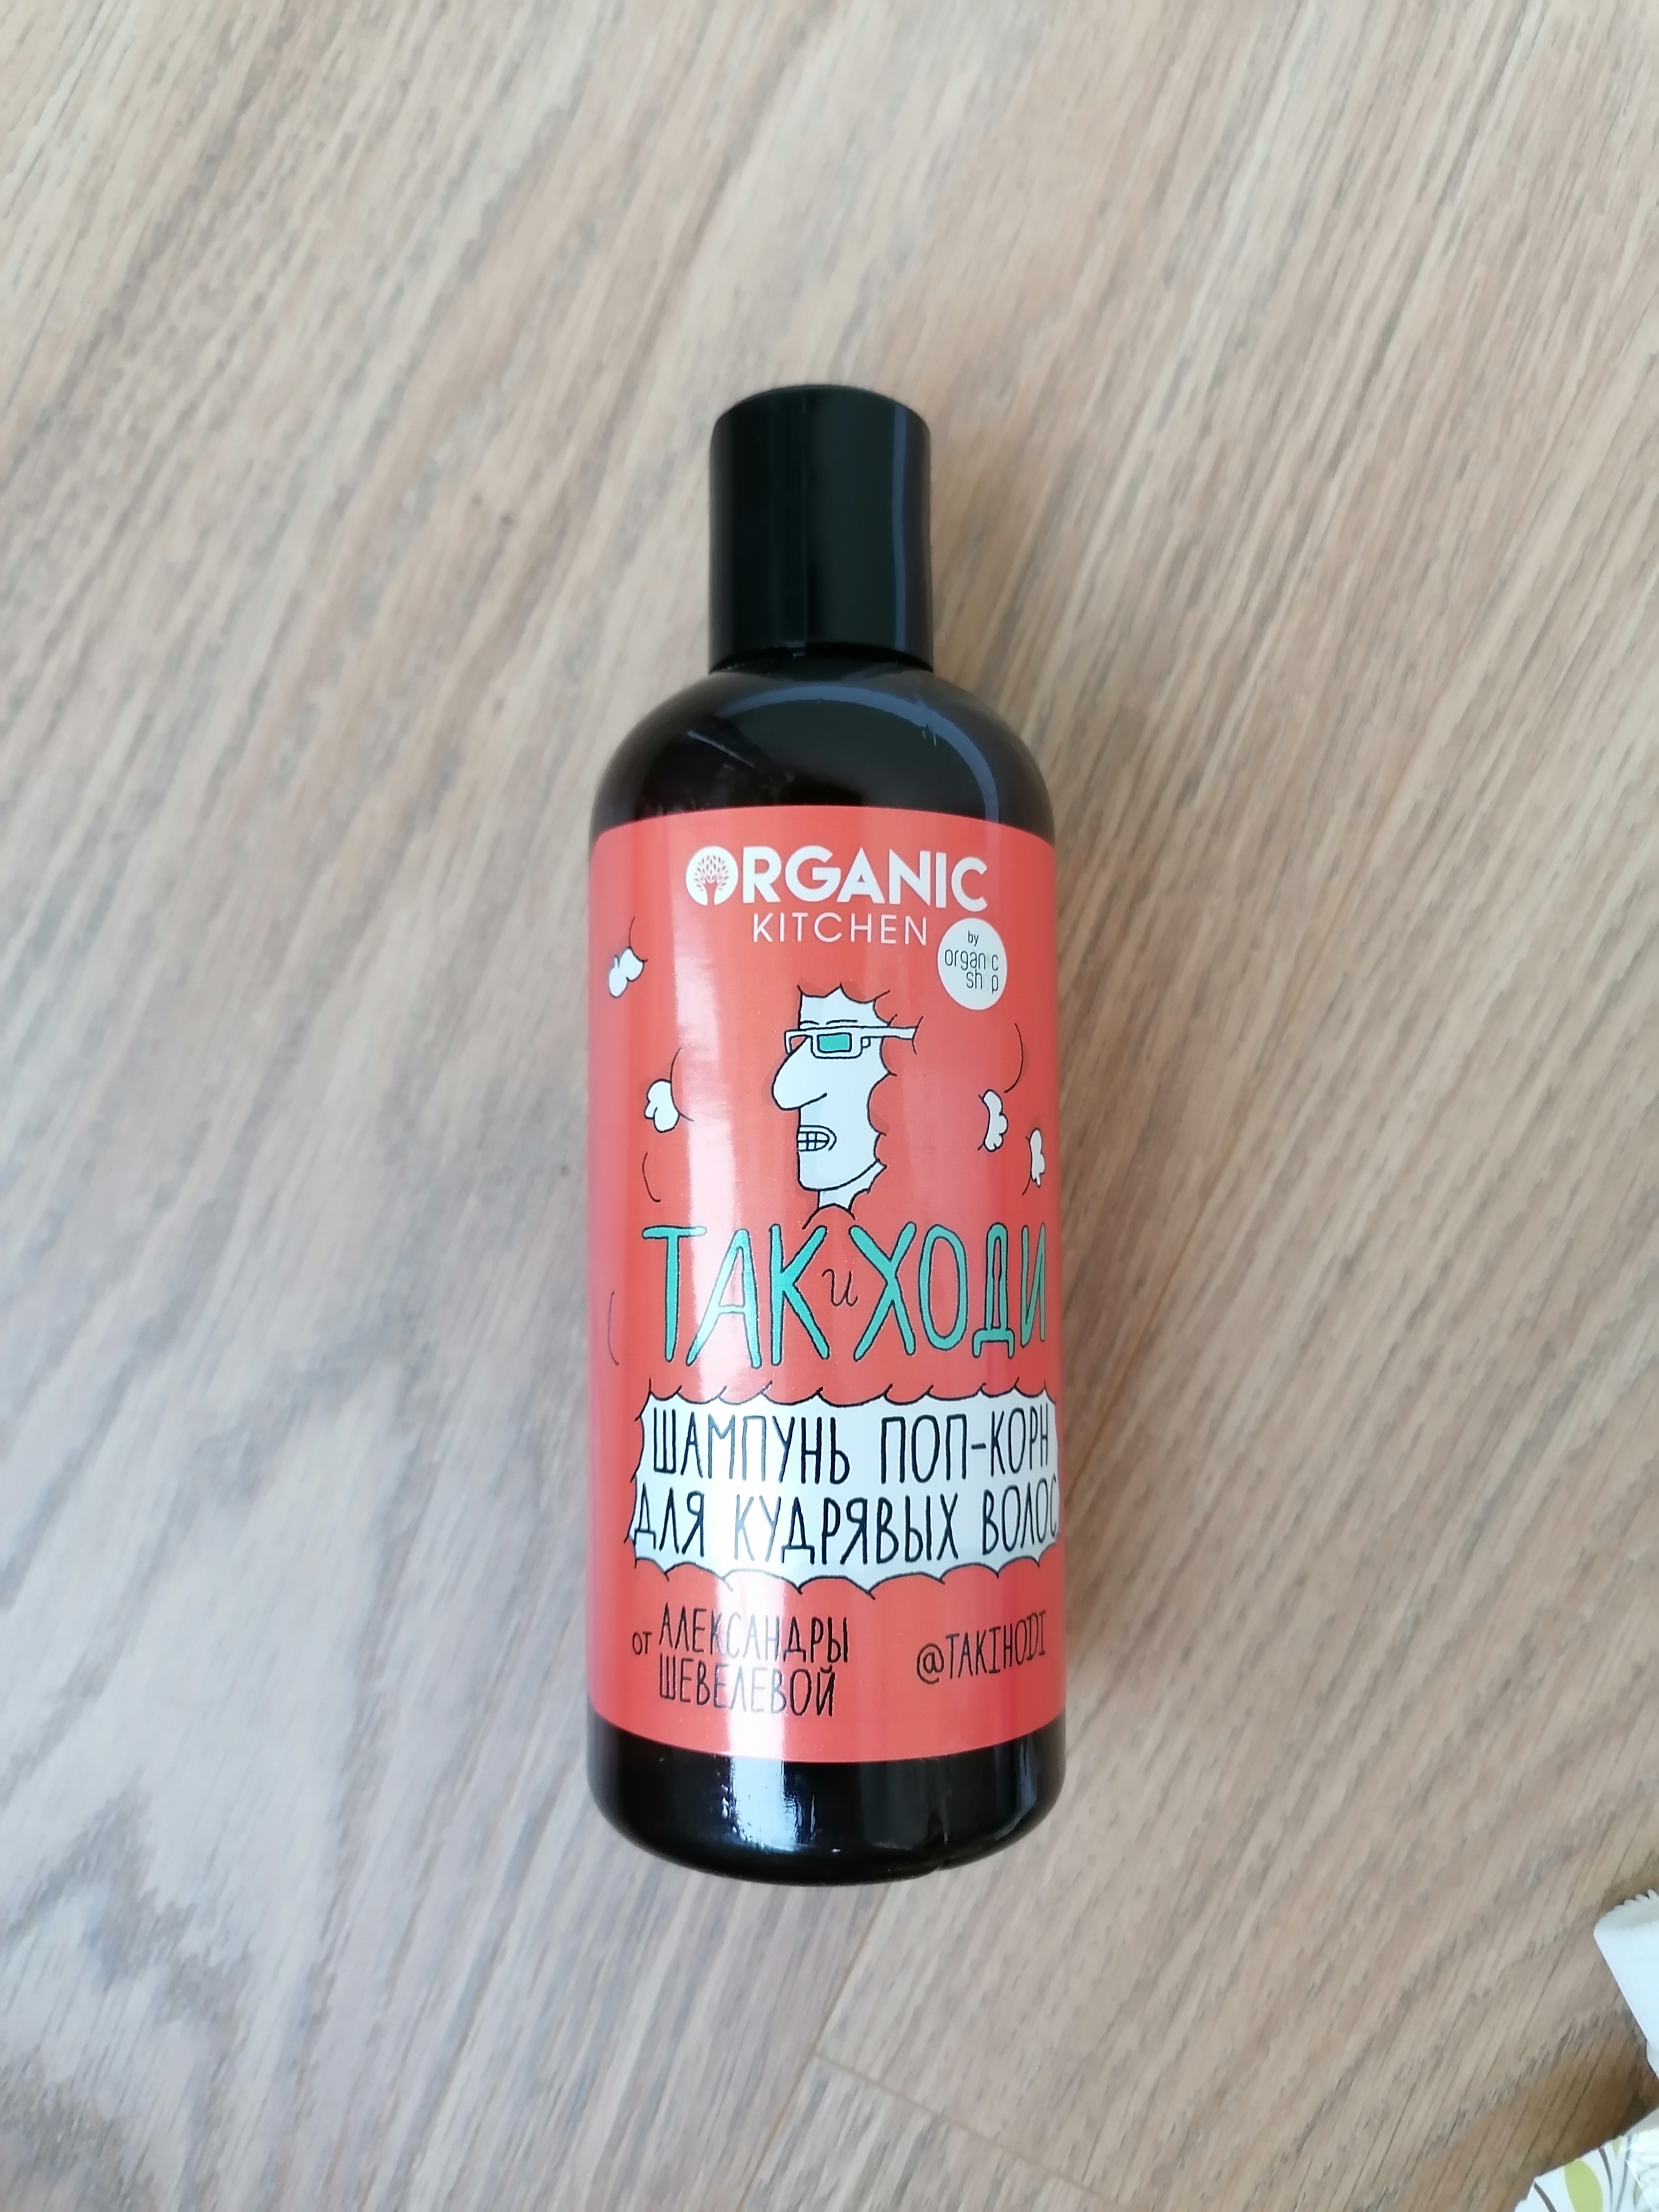 ORGANIC
KITCHEN
by
organic
shop
ТАК и ХОДИ
ШАМПУНЬ ПОП-КОРН
ДЛЯ КУДРЯВЫХ ВОЛОС
от АЛЕКСАНДРЫ
ШЕВЕЛЕВОЙ
@TAKIHODI